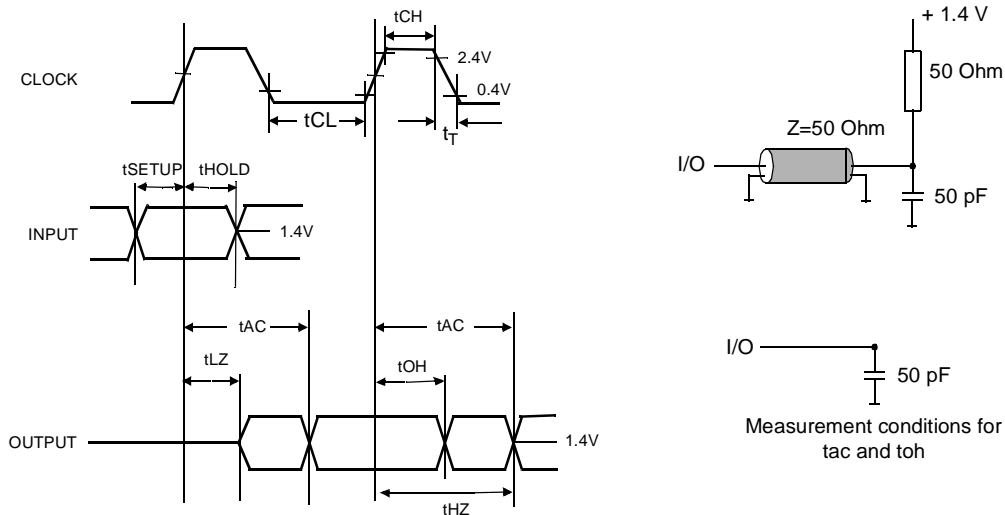 tCH
CLOCK
2.4V
0.4V
tCL
tT
tSETUP tHOLD
INPUT
1.4V
tAC
tAC
tLZ
tOH
OUTPUT
1.4V
tHZ
+ 1.4 V
50 Ohm
Z=50 Ohm
I/O
50 pF
I/O
50 pF
Measurement conditions for
tac and toh